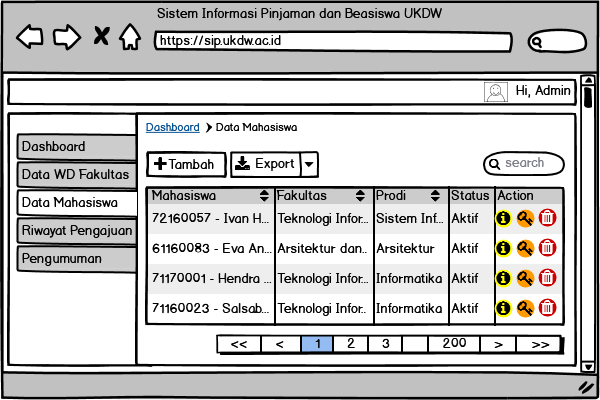 Sistem Informasi Pinjaman dan Beasiswa UKDW
https://sip.ukdw.ac.id
Hi, Admin
Dashboard
Data WD Fakultas
Data Mahasiswa
Riwayat Pengajuan
Pengumuman
Dashboard > Data Mahasiswa
+Tambah Export search
Mahasiswa Fakultas Prodi Status Action
72160057 - Ivan H... Teknologi Infor... Sistem Inf... Aktif
61160083 - Eva An... Arsitektur dan... Arsitektur Aktif
71170001 - Hendra ... Teknologi Infor... Informatika Aktif
71160023 - Salsab... Teknologi Infor... Informatika Aktif
<< < 1 2 3 200 > >>